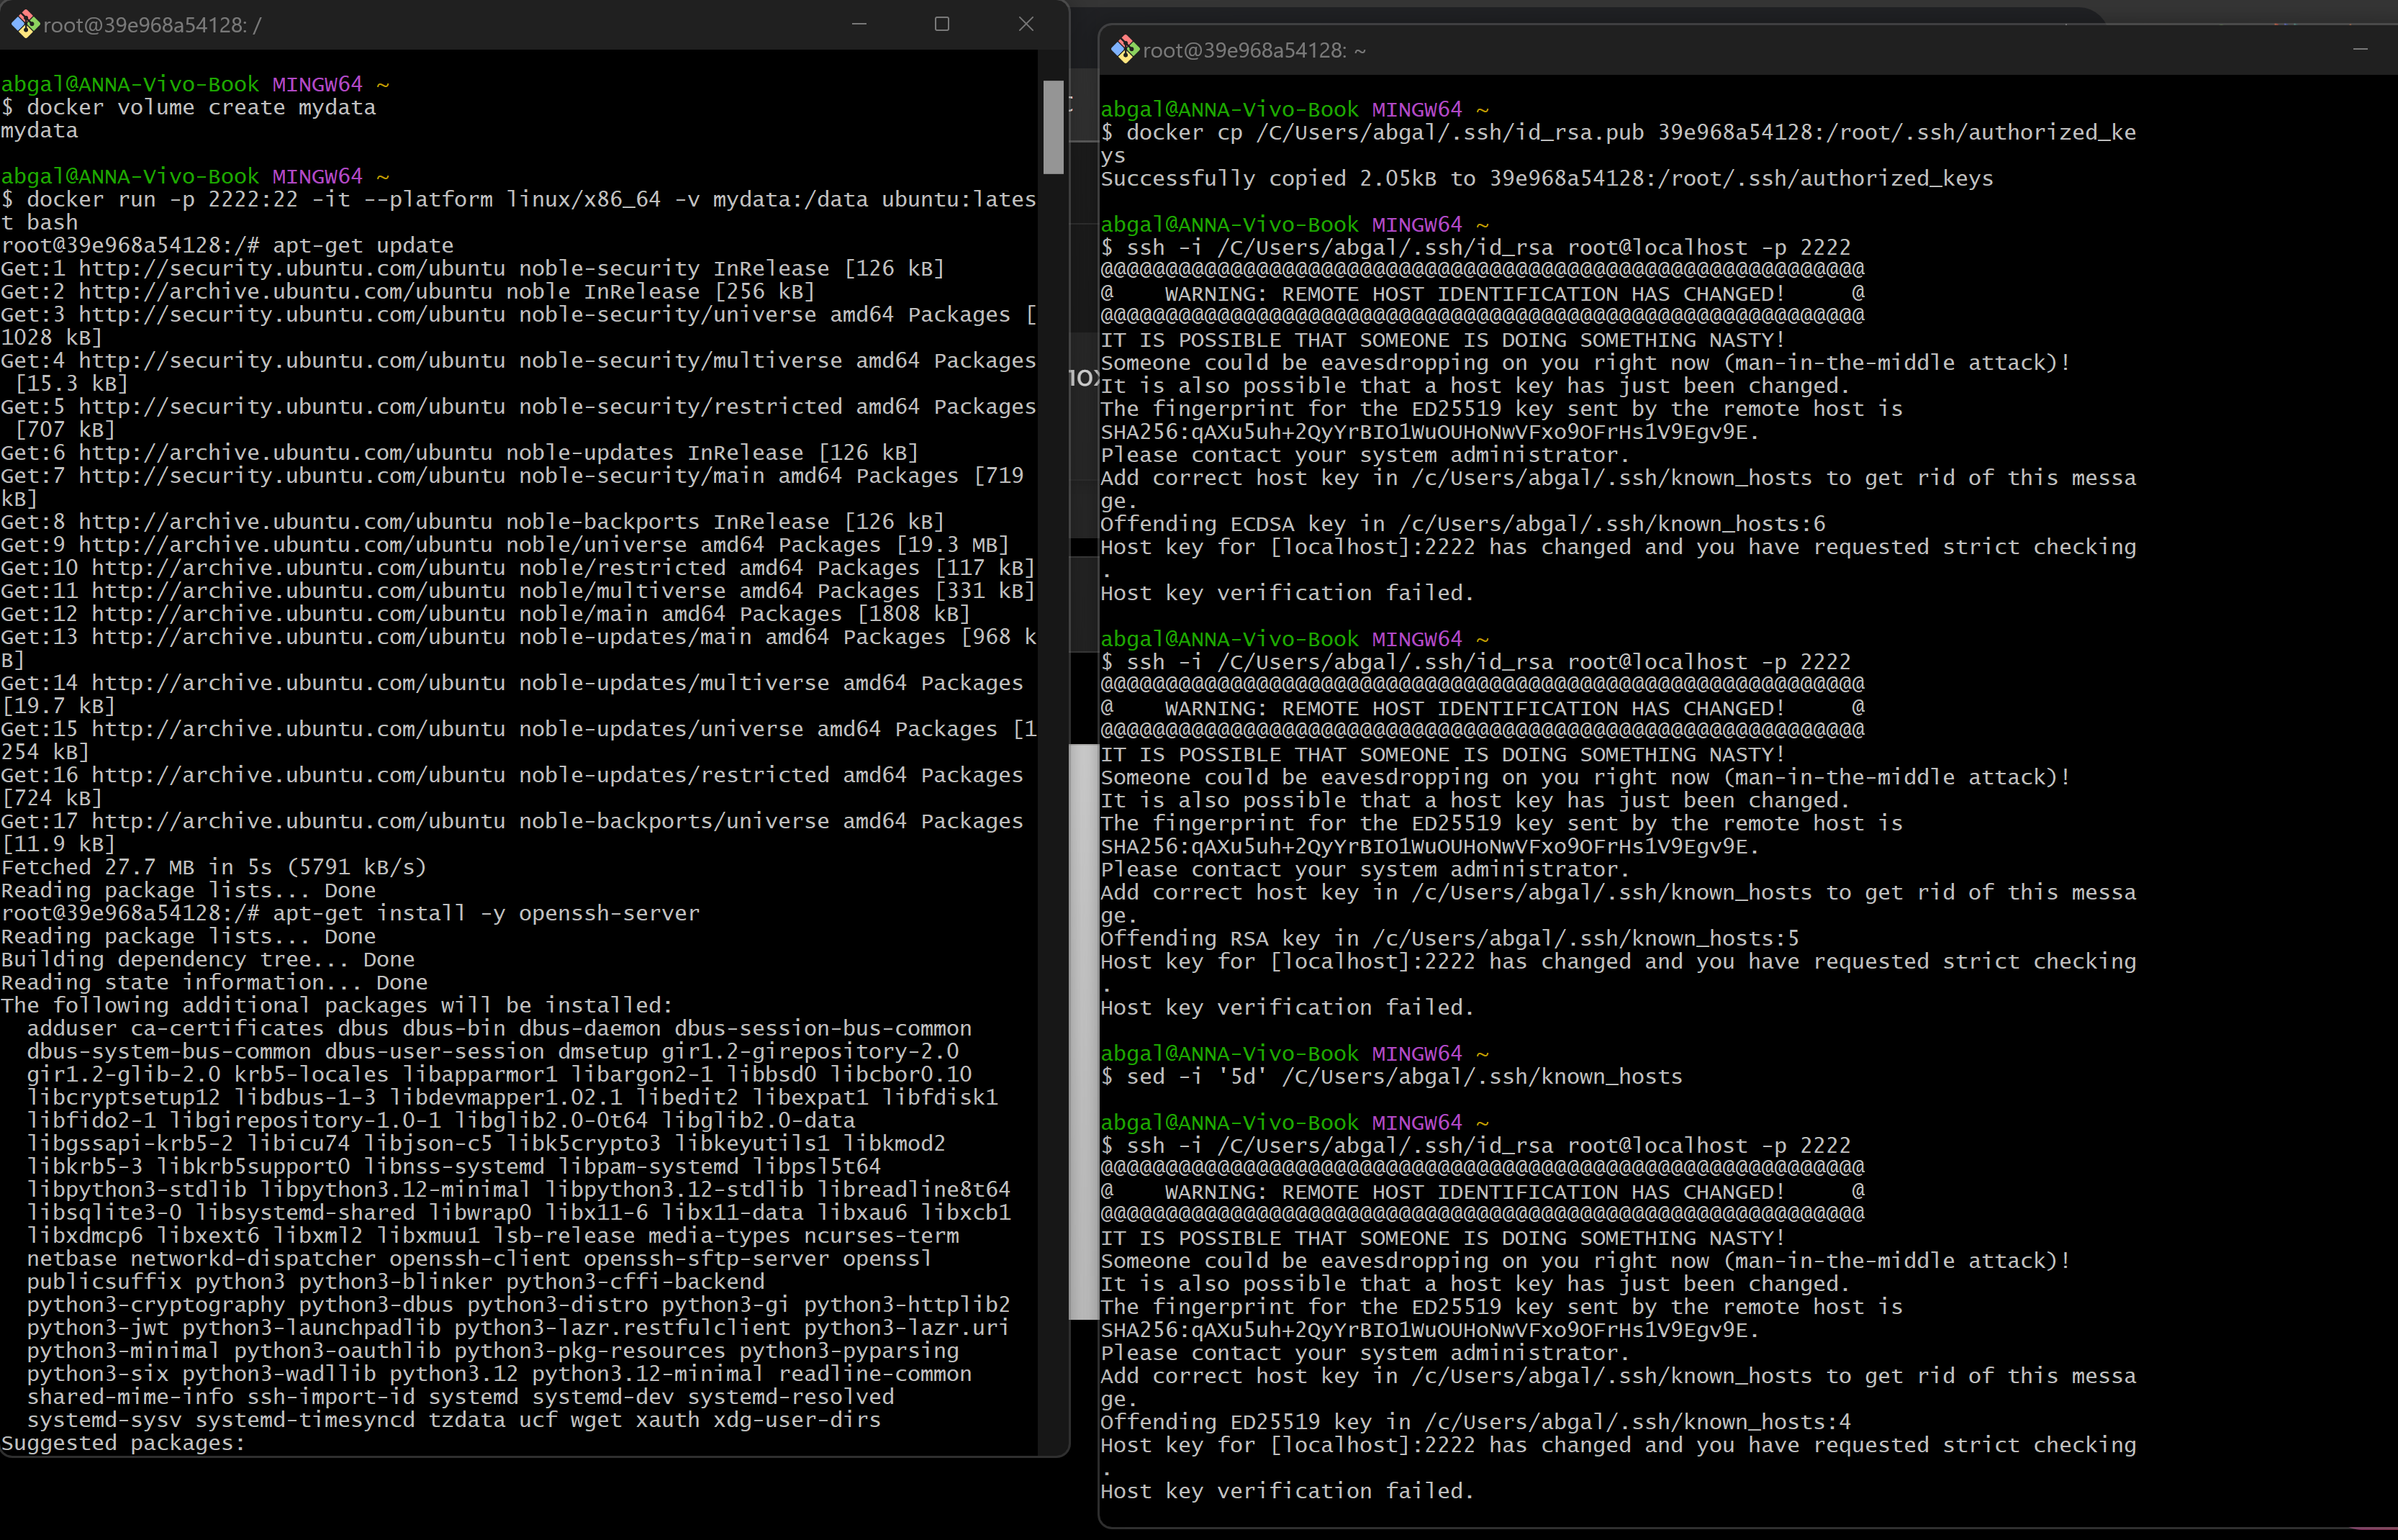 root@39e968a54128: /
abgal@ANNA-Vivo-Book MINGW64 ~
$ docker volume create mydata
mydata
abgal@ANNA-Vivo-Book MINGW64 ~
$ docker run -p 2222:22 -it --platform linux/x86_64 -v mydata:/data ubuntu:lates
t bash
root@39e968a54128:/# apt-get update
Get:1 http://security.ubuntu.com/ubuntu noble-security InRelease [126 kB]
Get:2 http://archive.ubuntu.com/ubuntu noble InRelease [256 kB]
Get:3 http://security.ubuntu.com/ubuntu noble-security/universe amd64 Packages [
1028 kB]
Get:4 http://security.ubuntu.com/ubuntu noble-security/multiverse amd64 Packages
 [15.3 kB]
Get:5 http://security.ubuntu.com/ubuntu noble-security/restricted amd64 Packages
 [707 kB]
Get:6 http://archive.ubuntu.com/ubuntu noble-updates InRelease [126 kB]
Get:7 http://security.ubuntu.com/ubuntu noble-security/main amd64 Packages [719
kB]
Get:8 http://archive.ubuntu.com/ubuntu noble-backports InRelease [126 kB]
Get:9 http://archive.ubuntu.com/ubuntu noble/universe amd64 Packages [19.3 MB]
Get:10 http://archive.ubuntu.com/ubuntu noble/restricted amd64 Packages [117 kB]
Get:11 http://archive.ubuntu.com/ubuntu noble/multiverse amd64 Packages [331 kB]
Get:12 http://archive.ubuntu.com/ubuntu noble/main amd64 Packages [1808 kB]
Get:13 http://archive.ubuntu.com/ubuntu noble-updates/main amd64 Packages [968 k
B]
Get:14 http://archive.ubuntu.com/ubuntu noble-updates/multiverse amd64 Packages
[19.7 kB]
Get:15 http://archive.ubuntu.com/ubuntu noble-updates/universe amd64 Packages [1
254 kB]
Get:16 http://archive.ubuntu.com/ubuntu noble-updates/restricted amd64 Packages
[724 kB]
Get:17 http://archive.ubuntu.com/ubuntu noble-backports/universe amd64 Packages
[11.9 kB]
Fetched 27.7 MB in 5s (5791 kB/s)
Reading package lists... Done
root@39e968a54128:/# apt-get install -y openssh-server
Reading package lists... Done
Building dependency tree... Done
Reading state information... Done
The following additional packages will be installed:
  adduser ca-certificates dbus dbus-bin dbus-daemon dbus-session-bus-common
  dbus-system-bus-common dbus-user-session dmsetup gir1.2-girepository-2.0
  gir1.2-glib-2.0 krb5-locales libapparmor1 libargon2-1 libbsd0 libcbor0.10
  libcryptsetup12 libdbus-1-3 libdevmapper1.02.1 libedit2 libexpat1 libfdisk1
  libfido2-1 libgirepository-1.0-1 libglib2.0-0t64 libglib2.0-data
  libgssapi-krb5-2 libicu74 libjson-c5 libk5crypto3 libkeyutils1 libkmod2
  libkrb5-3 libkrb5support0 libnss-systemd libpam-systemd libpsl5t64
  libpython3-stdlib libpython3.12-minimal libpython3.12-stdlib libreadline8t64
  libsqlite3-0 libsystemd-shared libwrap0 libx11-6 libx11-data libxau6 libxcb1
  libxdmcp6 libxext6 libxml2 libxmuu1 lsb-release media-types ncurses-term
  netbase networkd-dispatcher openssh-client openssh-sftp-server openssl
  publicsuffix python3 python3-blinker python3-cffi-backend
  python3-cryptography python3-dbus python3-distro python3-gi python3-httplib2
  python3-jwt python3-launchpadlib python3-lazr.restfulclient python3-lazr.uri
  python3-minimal python3-oauthlib python3-pkg-resources python3-pyparsing
  python3-six python3-wadllib python3.12 python3.12-minimal readline-common
  shared-mime-info ssh-import-id systemd systemd-dev systemd-resolved
  systemd-sysv systemd-timesyncd tzdata ucf wget xauth xdg-user-dirs
Suggested packages:
root@39e968a54128: ~
abgal@ANNA-Vivo-Book MINGW64 ~
$ docker cp /C/Users/abgal/.ssh/id_rsa.pub 39e968a54128:/root/.ssh/authorized_ke
ys
Successfully copied 2.05kB to 39e968a54128:/root/.ssh/authorized_keys
abgal@ANNA-Vivo-Book MINGW64 ~
$ ssh -i /C/Users/abgal/.ssh/id_rsa root@localhost -p 2222
@@@@@@@@@@@@@@@@@@@@@@@@@@@@@@@@@@@@@@@@@@@@@@@@@@@@@@@@@@@
@    WARNING: REMOTE HOST IDENTIFICATION HAS CHANGED!     @
@@@@@@@@@@@@@@@@@@@@@@@@@@@@@@@@@@@@@@@@@@@@@@@@@@@@@@@@@@@
IT IS POSSIBLE THAT SOMEONE IS DOING SOMETHING NASTY!
Someone could be eavesdropping on you right now (man-in-the-middle attack)!
It is also possible that a host key has just been changed.
The fingerprint for the ED25519 key sent by the remote host is
SHA256:qAXu5uh+2QyYrBIO1WuOUHoNwVFxo9OFrHs1V9Egv9E.
Please contact your system administrator.
Add correct host key in /c/Users/abgal/.ssh/known_hosts to get rid of this messa
ge.
Offending ECDSA key in /c/Users/abgal/.ssh/known_hosts:6
Host key for [localhost]:2222 has changed and you have requested strict checking
.
Host key verification failed.
abgal@ANNA-Vivo-Book MINGW64 ~
$ ssh -i /C/Users/abgal/.ssh/id_rsa root@localhost -p 2222
@@@@@@@@@@@@@@@@@@@@@@@@@@@@@@@@@@@@@@@@@@@@@@@@@@@@@@@@@@@
@    WARNING: REMOTE HOST IDENTIFICATION HAS CHANGED!     @
@@@@@@@@@@@@@@@@@@@@@@@@@@@@@@@@@@@@@@@@@@@@@@@@@@@@@@@@@@@
IT IS POSSIBLE THAT SOMEONE IS DOING SOMETHING NASTY!
Someone could be eavesdropping on you right now (man-in-the-middle attack)!
It is also possible that a host key has just been changed.
The fingerprint for the ED25519 key sent by the remote host is
SHA256:qAXu5uh+2QyYrBIO1WuOUHoNwVFxo9OFrHs1V9Egv9E.
Please contact your system administrator.
Add correct host key in /c/Users/abgal/.ssh/known_hosts to get rid of this messa
ge.
Offending RSA key in /c/Users/abgal/.ssh/known_hosts:5
Host key for [localhost]:2222 has changed and you have requested strict checking
.
Host key verification failed.
abgal@ANNA-Vivo-Book MINGW64 ~
$ sed -i '5d' /C/Users/abgal/.ssh/known_hosts
abgal@ANNA-Vivo-Book MINGW64 ~
$ ssh -i /C/Users/abgal/.ssh/id_rsa root@localhost -p 2222
@@@@@@@@@@@@@@@@@@@@@@@@@@@@@@@@@@@@@@@@@@@@@@@@@@@@@@@@@@@
@    WARNING: REMOTE HOST IDENTIFICATION HAS CHANGED!     @
@@@@@@@@@@@@@@@@@@@@@@@@@@@@@@@@@@@@@@@@@@@@@@@@@@@@@@@@@@@
IT IS POSSIBLE THAT SOMEONE IS DOING SOMETHING NASTY!
Someone could be eavesdropping on you right now (man-in-the-middle attack)!
It is also possible that a host key has just been changed.
The fingerprint for the ED25519 key sent by the remote host is
SHA256:qAXu5uh+2QyYrBIO1WuOUHoNwVFxo9OFrHs1V9Egv9E.
Please contact your system administrator.
Add correct host key in /c/Users/abgal/.ssh/known_hosts to get rid of this messa
ge.
Offending ED25519 key in /c/Users/abgal/.ssh/known_hosts:4
Host key for [localhost]:2222 has changed and you have requested strict checking
.
Host key verification failed.